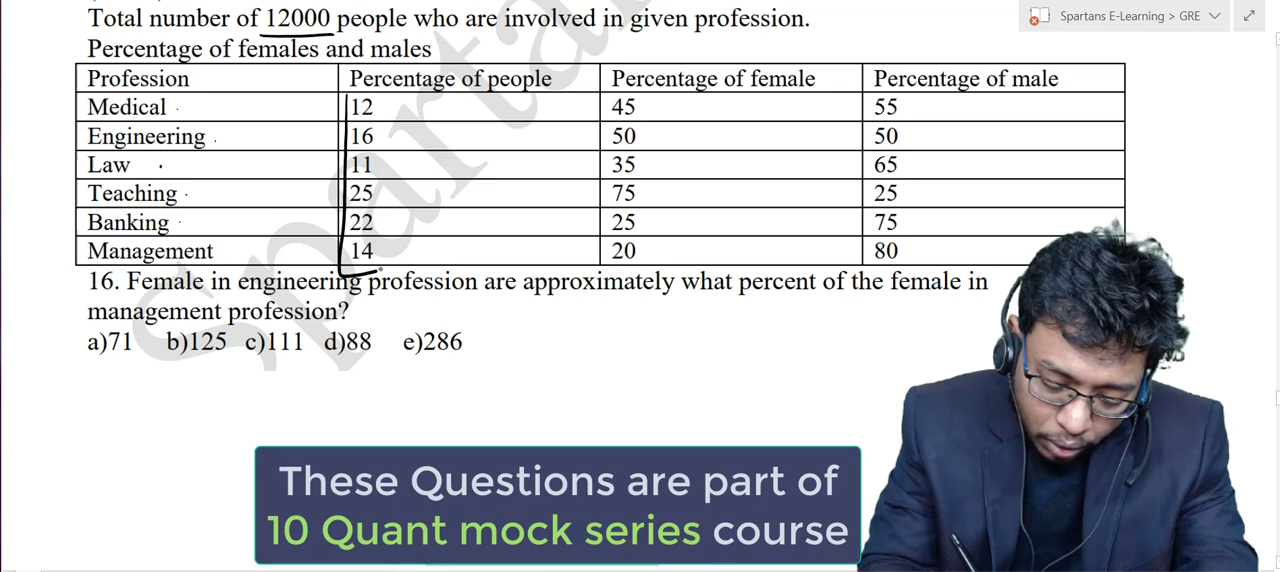 Total number of 12000 people who are involved in given profession.
Spartans E-Learning > GRE
Percentage of females and males
Profession Percentage of people Percentage of female Percentage of male
Medical 12 45 55
Engineering 16 50 50
Law 11 35 65
Teaching 25 75 25
Banking 22 25 75
Management 14 20 80
16. Female in engineering profession are approximately what percent of the female in
management profession?
a)71 b)125 c)111 d)88 e)286
Sparta
These Questions are part of
10 Quant mock series course